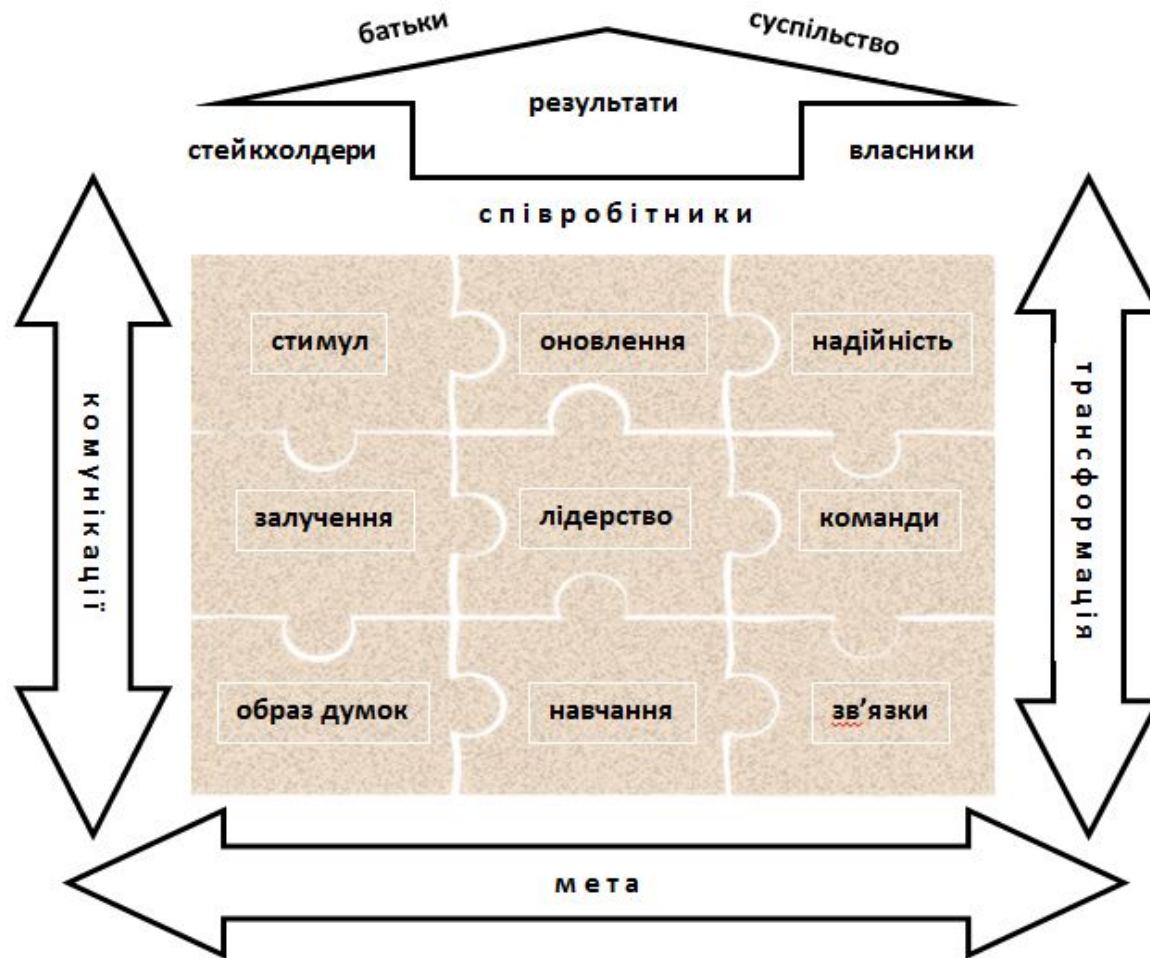 батьки
суспільство
результати
стейкхолдери
власники
співробітники
стимул
оновлення
надійність
комунікації
трансформація
залучення
лідерство
команди
образ думок
навчання
зв’язки
мета